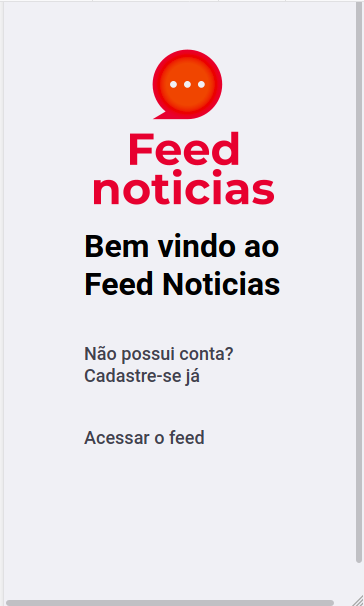 Feed
noticias
Bem vindo ao
Feed Noticias
Não possui conta?
Cadastre-se já
Acessar o feed